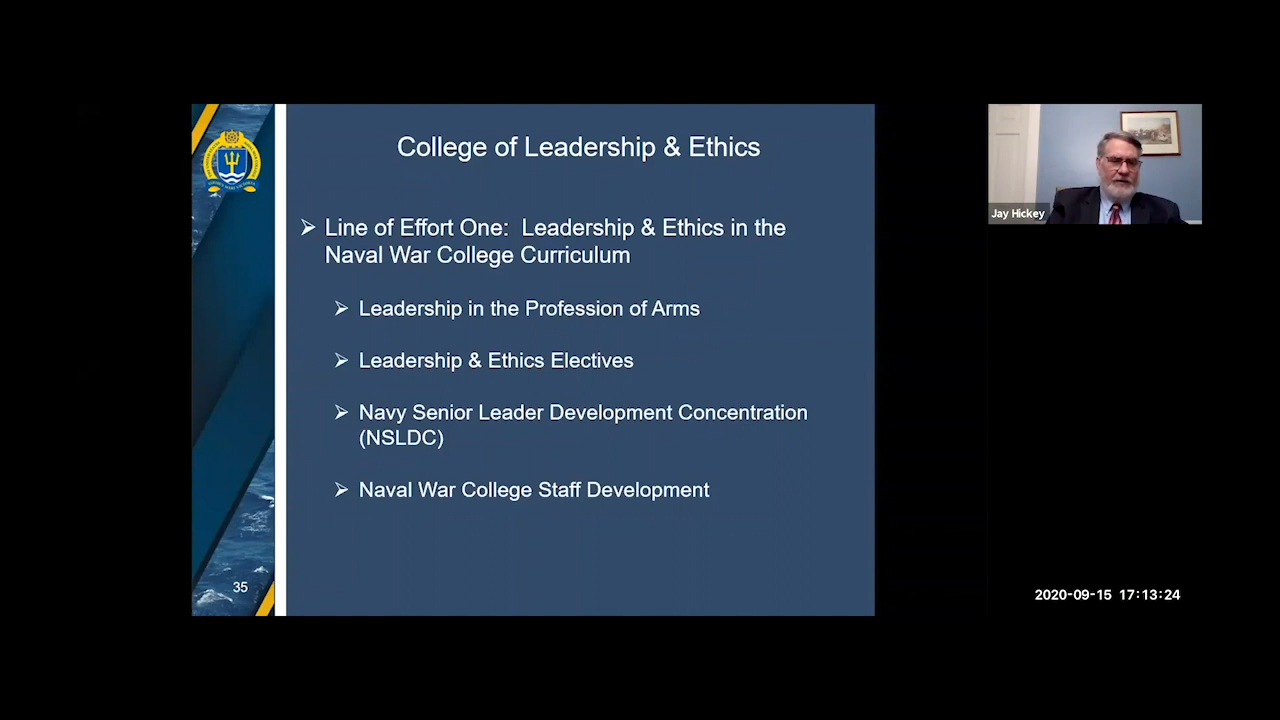 College of Leadership & Ethics
Line of Effort One: Leadership & Ethics in the
Naval War College Curriculum
Leadership in the Profession of Arms
Leadership & Ethics Electives
Navy Senior Leader Development Concentration
(NSLDC)
Naval War College Staff Development
35
Jay Hickey
2020-09-15 17:13:24